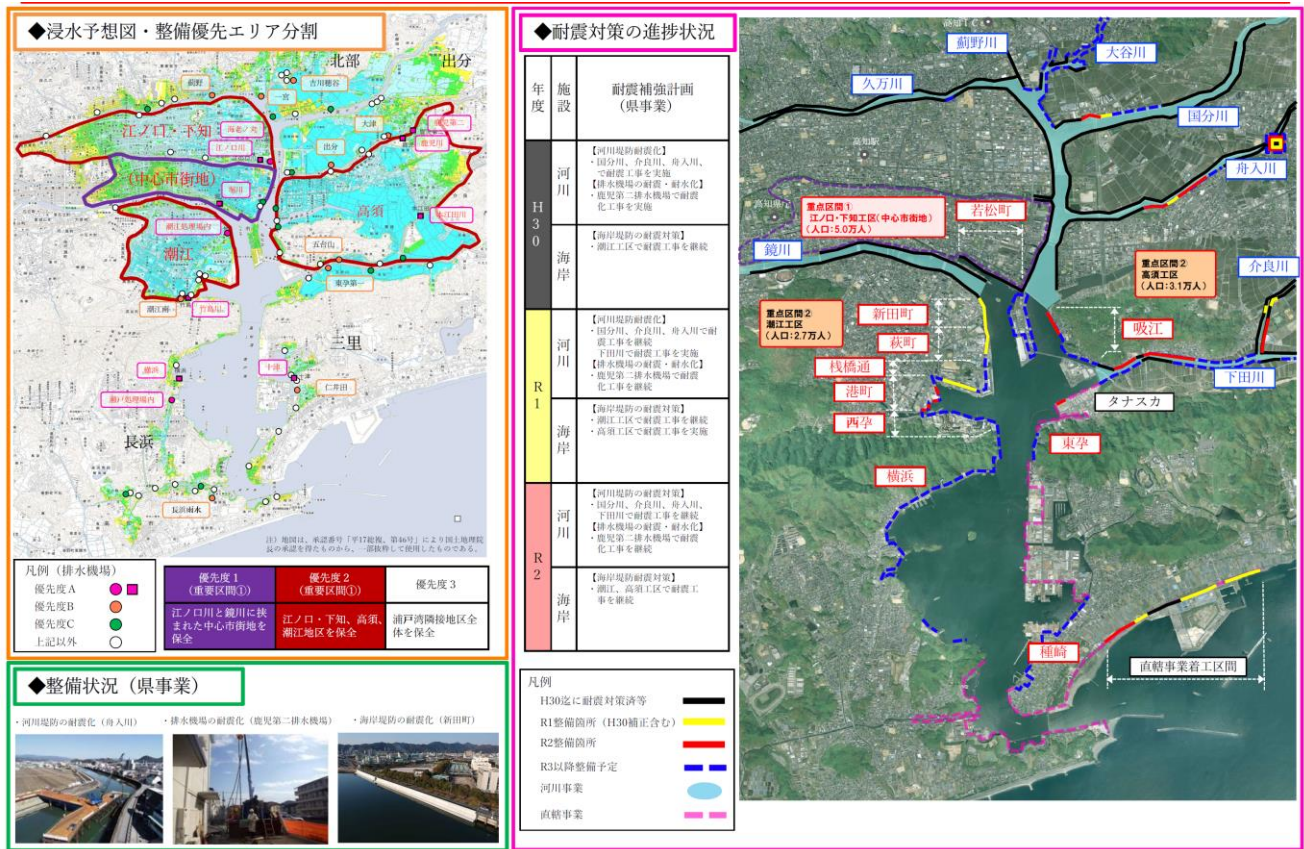 ◆浸水予想図・整備優先エリア分割
北部
出分
薊野
吉川雑谷
一宮
大津
鹿児第二
江ノ口・下知
海老ノ丸
江ノ口川
出分
鹿児川
(中心市街地)
堀川
高須
潮江処理場内
潮江
五台山
東孕第一
潮江南
竹島川
三里
横浜
十津
瀬戸処理場内
仁井田
長浜
長浜雨水
注)地図は、承認番号「平17総複、第46号」により国土地理院
長の承認を得たものから、一部抜粋して使用したものである。
凡例(排水機場)
優先度A
優先度B
優先度C
上記以外
優先度1
(重要区間①)
優先度2
(重要区間①)
優先度3
江ノ口川と鏡川に挟
まれた中心市街地を
保全
江ノ口・下知、高須、
潮江地区を保全
浦戸湾隣接地区全
体を保全
◆整備状況(県事業)
・河川堤防の耐震化(舟入川)
・排水機場の耐震化(鹿児第二排水機場)
・海岸堤防の耐震化(新田町)
◆耐震対策の進捗状況
年度
施設
耐震補強計画
(県事業)
H30
河川
【河川堤防耐震化】
・国分川、介良川、舟入川、
で耐震工事を実施
【排水機場の耐震・耐水化】
・鹿児第二排水機場で耐震
化工事を実施
海岸
【海岸堤防の耐震対策】
・潮江工区で耐震工事を継続
R1
河川
【河川堤防耐震化】
・国分川、介良川、舟入川で耐
震工事を継続
下田川で耐震工事を実施
【排水機場の耐震・耐水化】
・鹿児第二排水機場で耐震
化工事を継続
海岸
【海岸堤防の耐震対策】
・潮江工区で耐震工事を継続
・高須工区で耐震工事を実施
R2
河川
【河川堤防の耐震対策】
・国分川、介良川、舟入川、
下田川で耐震工事を継続
【排水機場の耐震・耐水化】
・鹿児第二排水機場で耐震
化工事を継続
海岸
【海岸堤防耐震対策】
・潮江、高須工区で耐震工
事を継続
凡例
H30迄に耐震対策済等
R1整備箇所(H30補正含む)
R2整備箇所
R3以降整備予定
河川事業
直轄事業
高知IC
薊野川
大谷川
久万川
国分川
高知駅
舟入川
重点区間①
江ノ口・下知工区(中心市街地)
(人口:5.0万人)
若松町
高知県庁
鏡川
重点区間②
高須工区
(人口:3.1万人)
介良川
重点区間②
潮江工区
(人口:2.7万人)
新田町
萩町
吸江
桟橋通
港町
下田川
タナスカ
西孕
東孕
横浜
種崎
直轄事業着工区間